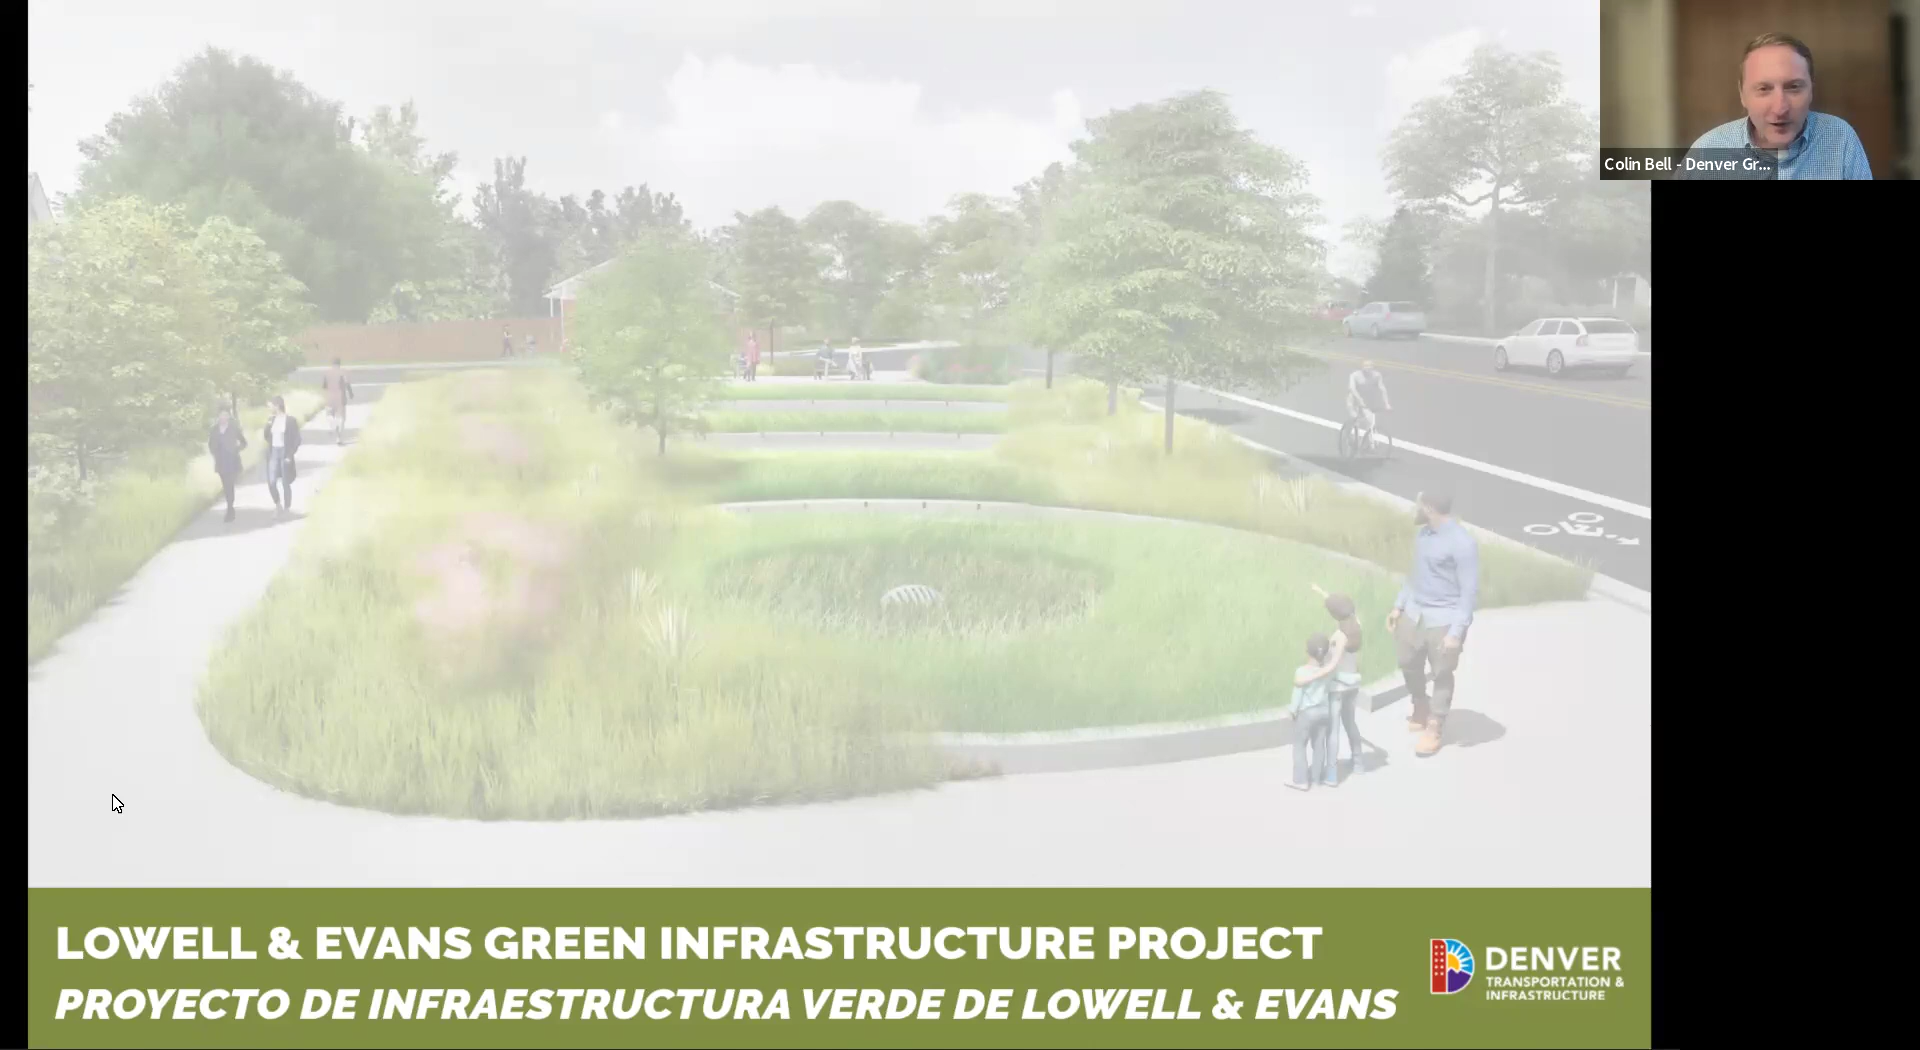 Colin Bell - Denver Gr...
LOWELL & EVANS GREEN INFRASTRUCTURE PROJECT
PROYECTO DE INFRAESTRUCTURA VERDE DE LOWELL & EVANS
DENVER
TRANSPORTATION &
INFRASTRUCTURE